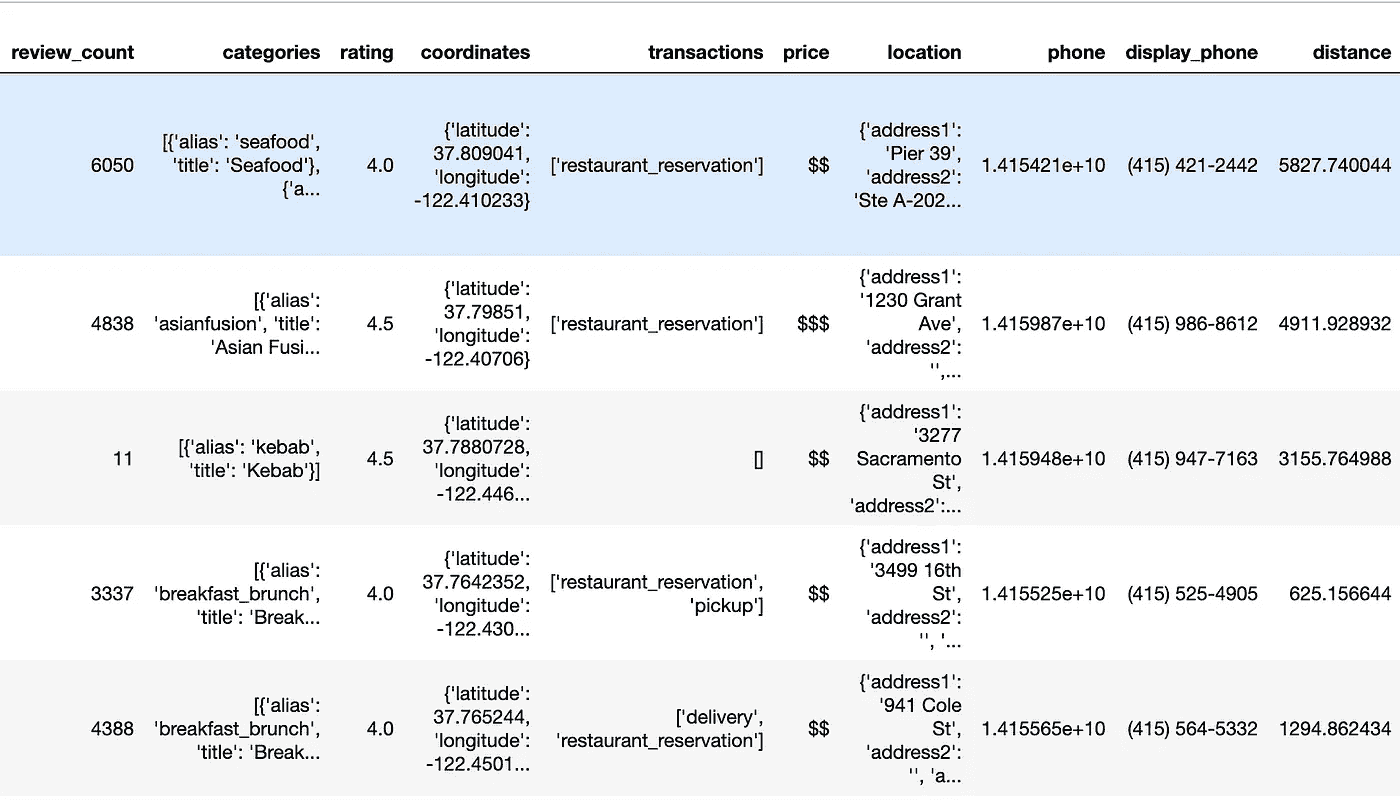 review_count categories rating coordinates transactions price location phone display_phone distance
6050 [{'alias': 'seafood', 'title': 'Seafood'}, {'a... 4.0 {'latitude': 37.809041, 'longitude': -122.410233} ['restaurant_reservation'] $$ {'address1': 'Pier 39', 'address2': 'Ste A-202... 1.415421e+10 (415) 421-2442 5827.740044
4838 [{'alias': 'asianfusion', 'title': 'Asian Fusi... 4.5 {'latitude': 37.79851, 'longitude': -122.40706} ['restaurant_reservation'] $$$ {'address1': '1230 Grant Ave', 'address2': '',... 1.415987e+10 (415) 986-8612 4911.928932
11 [{'alias': 'kebab', 'title': 'Kebab'}] 4.5 {'latitude': 37.7880728, 'longitude': -122.446... [] $$ {'address1': '3277 Sacramento St', 'address2':... 1.415948e+10 (415) 947-7163 3155.764988
3337 [{'alias': 'breakfast_brunch', 'title': 'Break... 4.0 {'latitude': 37.7642352, 'longitude': -122.430... ['restaurant_reservation', 'pickup'] $$ {'address1': '3499 16th St', 'address2': '', '... 1.415525e+10 (415) 525-4905 625.156644
4388 [{'alias': 'breakfast_brunch', 'title': 'Break... 4.0 {'latitude': 37.765244, 'longitude': -122.4501... ['delivery', 'restaurant_reservation'] $$ {'address1': '941 Cole St', 'address2': '', 'a... 1.415565e+10 (415) 564-5332 1294.862434